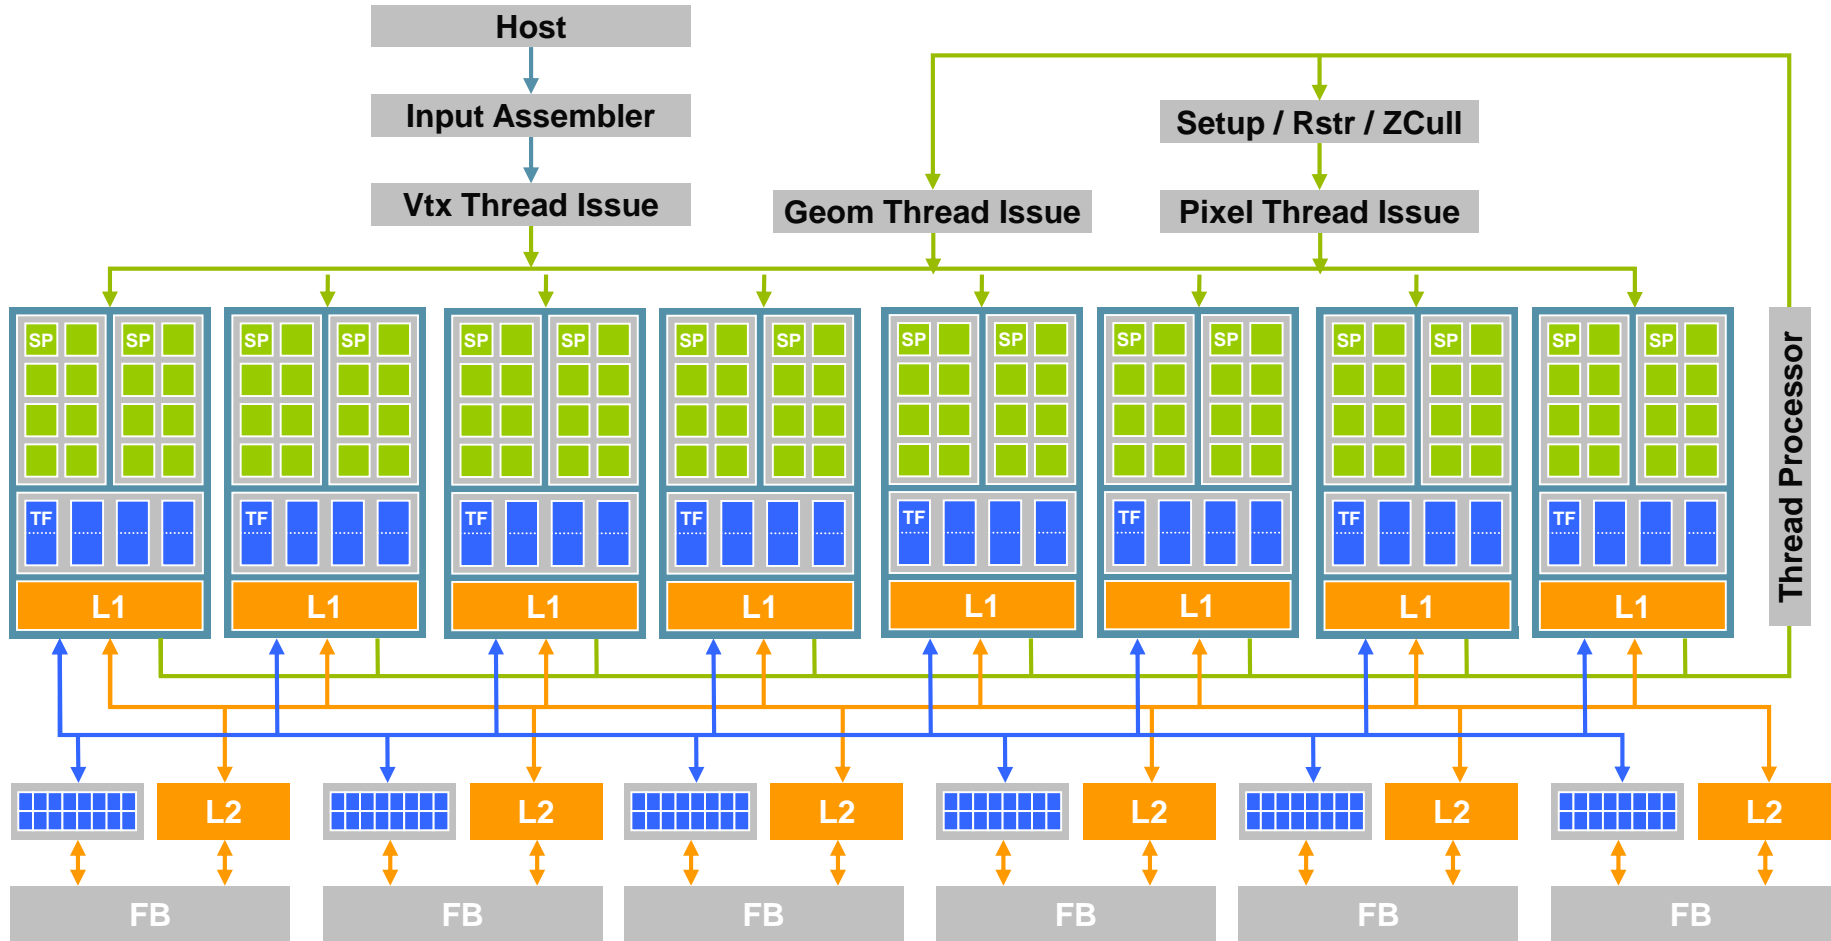 Host
Input Assembler
Setup / Rstr / ZCull
Vtx Thread Issue
Geom Thread Issue
Pixel Thread Issue
SP SP SP SP SP SP SP SP SP SP SP SP SP SP SP SP
Thread Processor
TF TF TF TF TF TF TF TF
L1 L1 L1 L1 L1 L1 L1 L1
L2 L2 L2 L2 L2 L2
FB FB FB FB FB FB